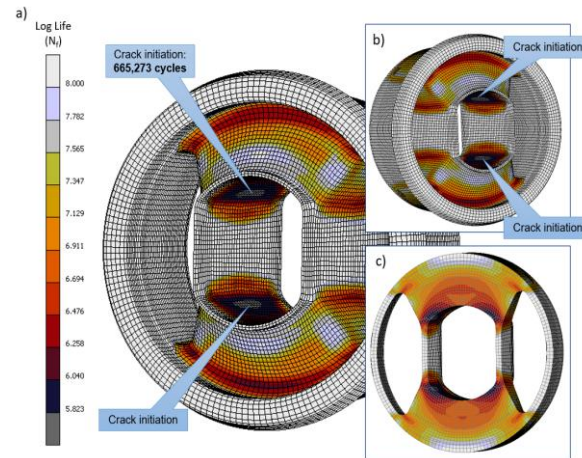 a)
Log Life
(Nf)
8.000
7.782
7.565
7.347
7.129
6.911
6.694
6.476
6.258
6.040
5.823
Crack initiation:
665,273 cycles
Crack initiation
b)
Crack initiation
Crack initiation
c)